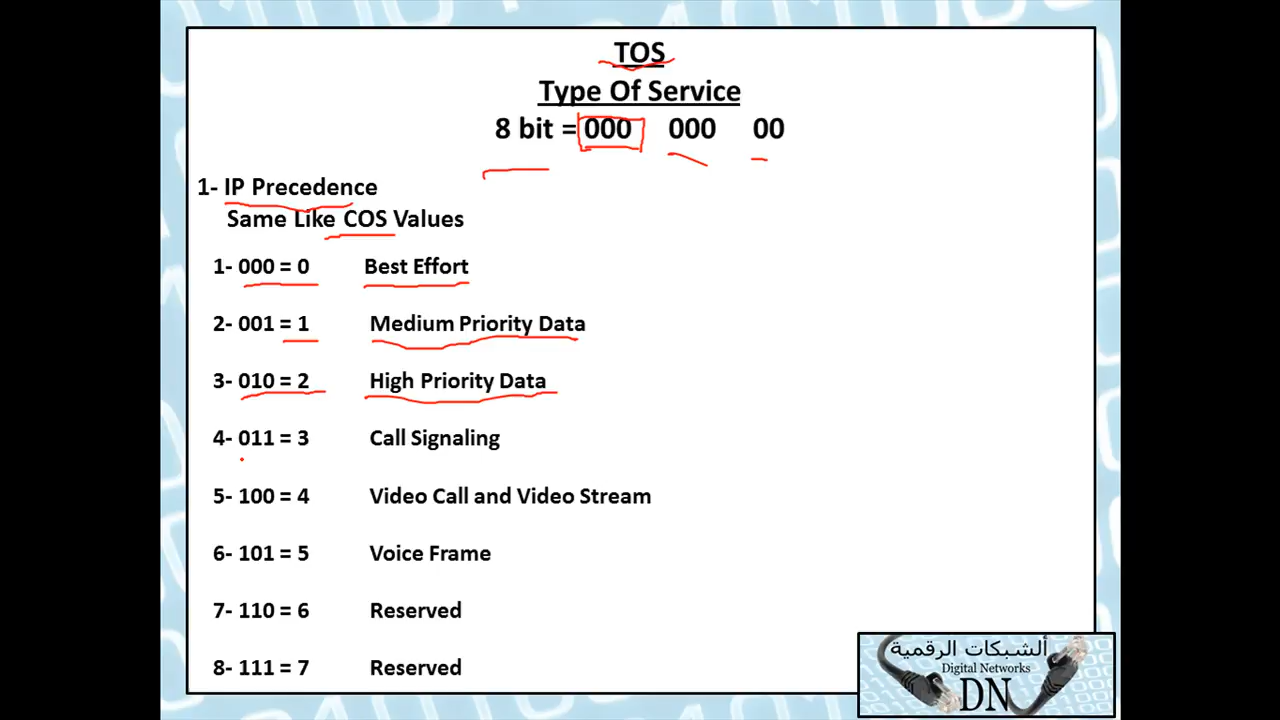 TOS
Type Of Service
8 bit = 000 000 00
1- IP Precedence
Same Like COS Values
1- 000 = 0 Best Effort
2- 001 = 1 Medium Priority Data
3- 010 = 2 High Priority Data
4- 011 = 3 Call Signaling
5- 100 = 4 Video Call and Video Stream
6- 101 = 5 Voice Frame
7- 110 = 6 Reserved
8- 111 = 7 Reserved
ألشبكات الرقمية
Digital Networks
DN